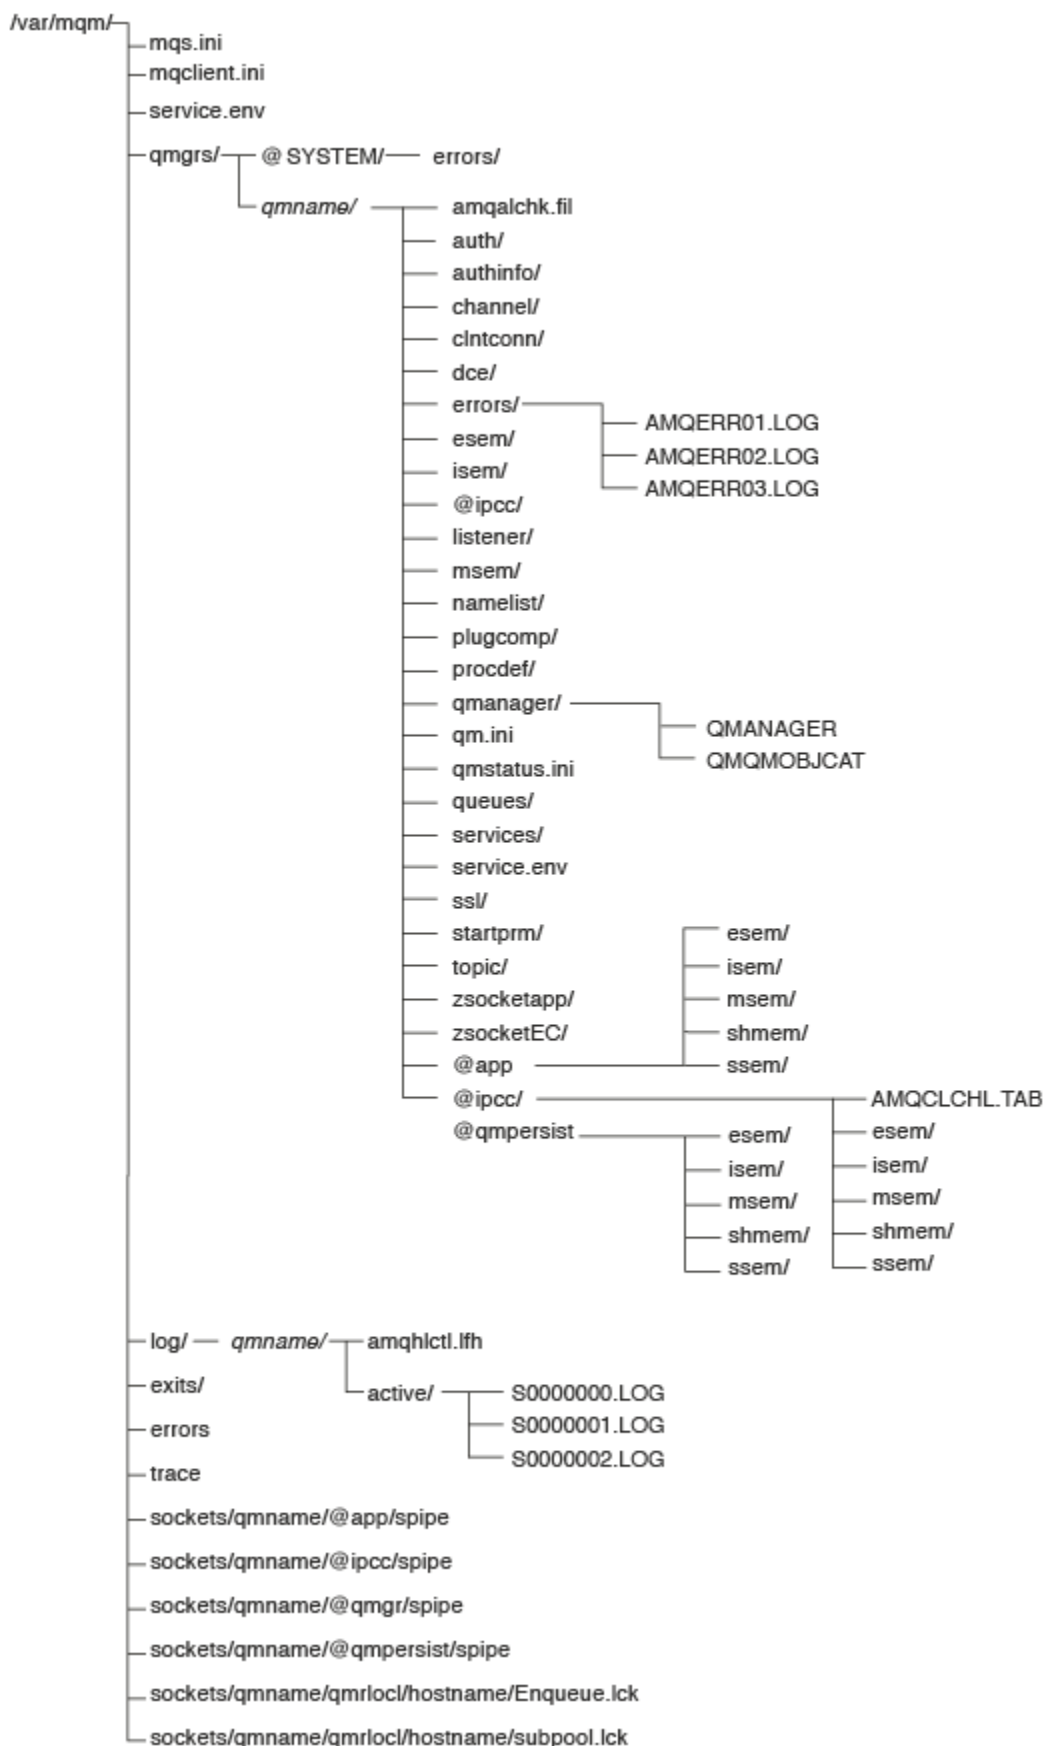 /var/mqm/
mqs.ini
mqclient.ini
service.env
qmgrs/ @SYSTEM/ errors/
qmname/ amqalchk.fil
auth/
authinfo/
channel/
clntconn/
dce/
errors/
AMQERR01.LOG
esem/
AMQERR02.LOG
isem/
AMQERR03.LOG
@ipcc/
listener/
msem/
namelist/
plugcomp/
procdef/
qmanager/
QMANAGER
qm.ini
QMQMOBJCAT
qmstatus.ini
queues/
services/
service.env
ssl/
startprm/ esem/
topic/ isem/
zsocketapp/ msem/
zsocketEC/ shmem/
@app ssem/
@ipcc/ AMQCLCHL.TAB
@qmpersist esem/ esem/
isem/ isem/
msem/ msem/
shmem/ shmem/
ssem/ ssem/
log/ qmname/ amqhlctl.lfh
exits/ active/ S0000000.LOG
errors S0000001.LOG
S0000002.LOG
trace
sockets/qmname/@app/spipe
sockets/qmname/@ipcc/spipe
sockets/qmname/@qmgr/spipe
sockets/qmname/@qmpersist/spipe
sockets/qmname/qmrlocl/hostname/Enqueue.lck
sockets/qmname/qmrlocl/hostname/subpool.lck